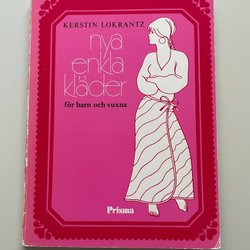 KERSTIN LOKRANTZ
nya
enkla
kläder
för barn och vuxna
Prisma